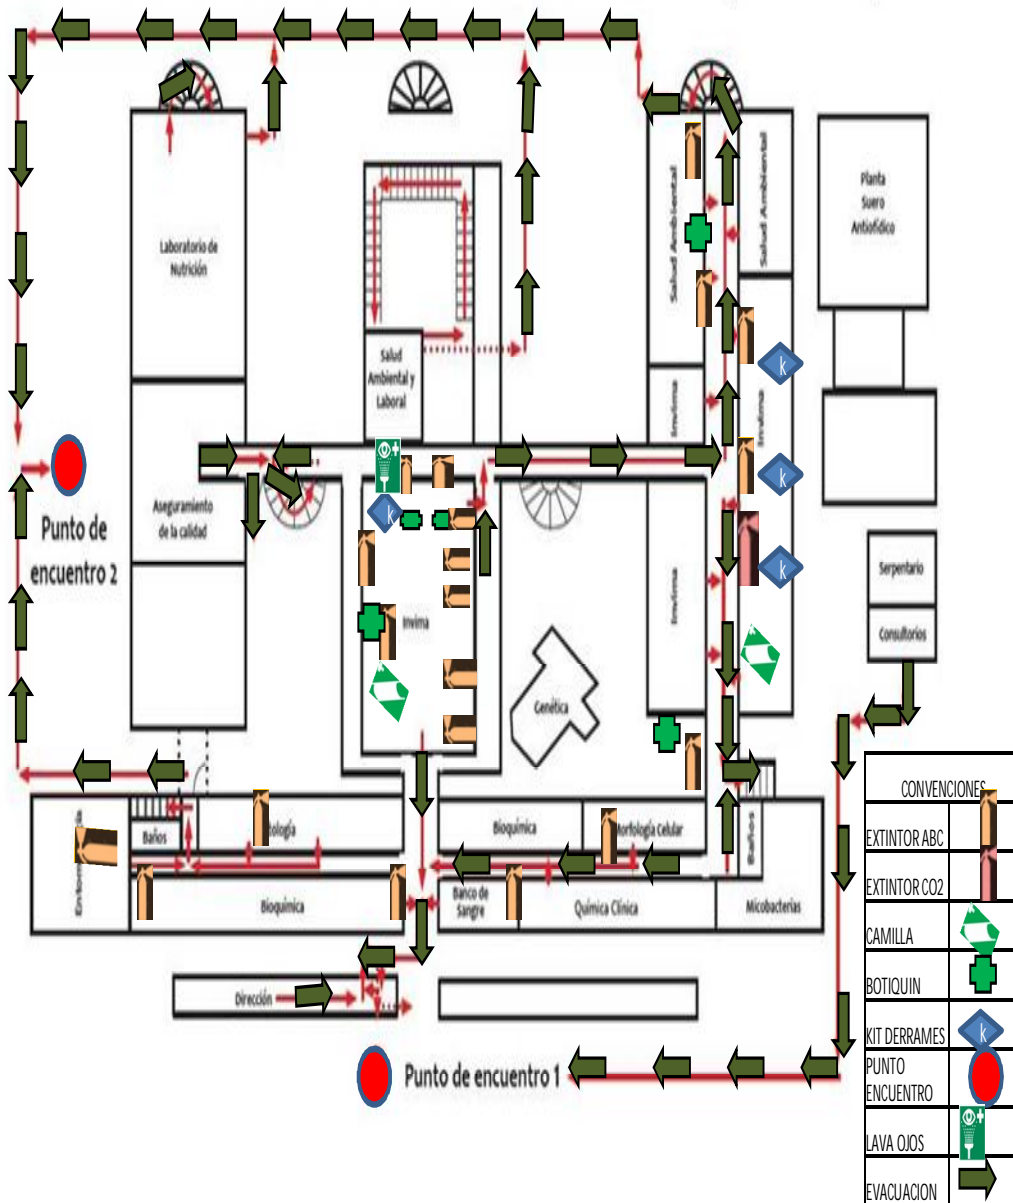 Laboratorio de
Nutrición
Salud
Ambiental y
Laboral
Salud Ambiental
Salud Ambiental
Planta
Suero
Antiofídico
Invima
Invima
Punto de
encuentro 2
Aseguramiento
de la calidad
Invima
Invima
Genética
Serpentario
Consultorios
Baños
Bioquímica
Morfología Celular
Baños
Bioquímica
Banco de
Sangre
Química Clínica
Micobacterias
Dirección
Punto de encuentro 1
CONVENCIONES
EXTINTOR ABC
EXTINTOR CO2
CAMILLA
BOTIQUIN
KIT DERRAMES
k
PUNTO
ENCUENTRO
LAVA OJOS
EVACUACION
k
k
k
k